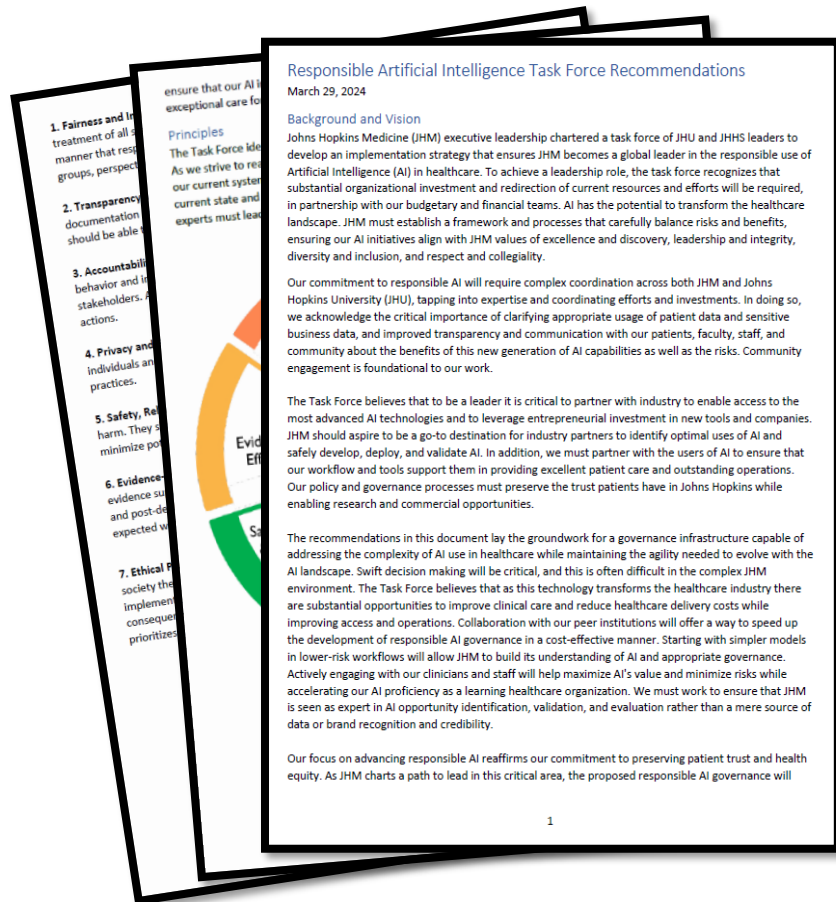 Responsible Artificial Intelligence Task Force Recommendations
March 29, 2024
Background and Vision
Johns Hopkins Medicine (JHM) executive leadership chartered a task force of JHU and JHHS leaders to
develop an implementation strategy that ensures JHM becomes a global leader in the responsible use of
Artificial Intelligence (AI) in healthcare. To achieve a leadership role, the task force recognizes that
substantial organizational investment and redirection of current resources and efforts will be required,
in partnership with our budgetary and financial teams. AI has the potential to transform the healthcare
landscape. JHM must establish a framework and processes that carefully balance risks and benefits,
ensuring our AI initiatives align with JHM values of excellence and discovery, leadership and integrity,
diversity and inclusion, and respect and collegiality.
Our commitment to responsible AI will require complex coordination across both JHM and Johns
Hopkins University (JHU), tapping into expertise and coordinating efforts and investments. In doing so,
we acknowledge the critical importance of clarifying appropriate usage of patient data and sensitive
business data, and improved transparency and communication with our patients, faculty, staff, and
community about the benefits of this new generation of AI capabilities as well as the risks. Community
engagement is foundational to our work.
The Task Force believes that to be a leader it is critical to partner with industry to enable access to the
most advanced AI technologies and to leverage entrepreneurial investment in new tools and companies.
JHM should aspire to be a go-to destination for industry partners to identify optimal uses of AI and
safely develop, deploy, and validate AI. In addition, we must partner with the users of AI to ensure that
our workflow and tools support them in providing excellent patient care and outstanding operations.
Our policy and governance processes must preserve the trust patients have in Johns Hopkins while
enabling research and commercial opportunities.
The recommendations in this document lay the groundwork for a governance infrastructure capable of
addressing the complexity of AI use in healthcare while maintaining the agility needed to evolve with the
AI landscape. Swift decision making will be critical, and this is often difficult in the complex JHM
environment. The Task Force believes that as this technology transforms the healthcare industry there
are substantial opportunities to improve clinical care and reduce healthcare delivery costs while
improving access and operations. Collaboration with our peer institutions will offer a way to speed up
the development of responsible AI governance in a cost-effective manner. Starting with simpler models
in lower-risk workflows will allow JHM to build its understanding of AI and appropriate governance.
Actively engaging with our clinicians and staff will help maximize AI's value and minimize risks while
accelerating our AI proficiency as a learning healthcare organization. We must work to ensure that JHM
is seen as expert in AI opportunity identification, validation, and evaluation rather than a mere source of
data or brand recognition and credibility.
Our focus on advancing responsible AI reaffirms our commitment to preserving patient trust and health
equity. As JHM charts a path to lead in this critical area, the proposed responsible AI governance will
1
ensure that our AI
exceptional care fo
Principles
The Task Force ide
As we strive to rea
our current system
current state and
experts must lead
Evid
Eff
Sa
1. Fairness and In
treatment of all s
manner that resp
groups, perspect
2. Transparency
documentation
should be able
3. Accountabili
behavior and in
stakeholders. A
actions.
4. Privacy and
individuals an
practices.
5. Safety, Rel
harm. They s
minimize pot
6. Evidence-
evidence su
and post-de
expected w
7. Ethical P
society the
implement
consequen
prioritizes